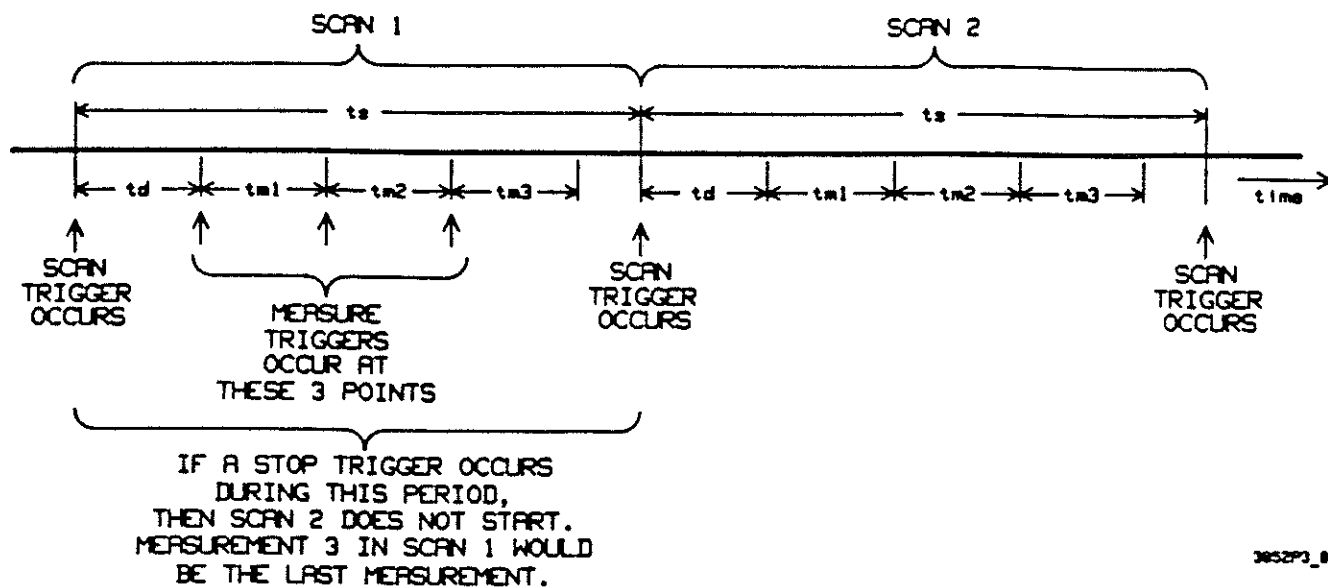 SCAN 1
SCAN 2
ts
ts
td
tm1
tm2
tm3
td
tm1
tm2
tm3
time
SCAN
TRIGGER
OCCURS
MEASURE
TRIGGERS
OCCUR AT
THESE 3 POINTS
SCAN
TRIGGER
OCCURS
SCAN
TRIGGER
OCCURS
IF A STOP TRIGGER OCCURS
DURING THIS PERIOD,
THEN SCAN 2 DOES NOT START.
MEASUREMENT 3 IN SCAN 1 WOULD
BE THE LAST MEASUREMENT.